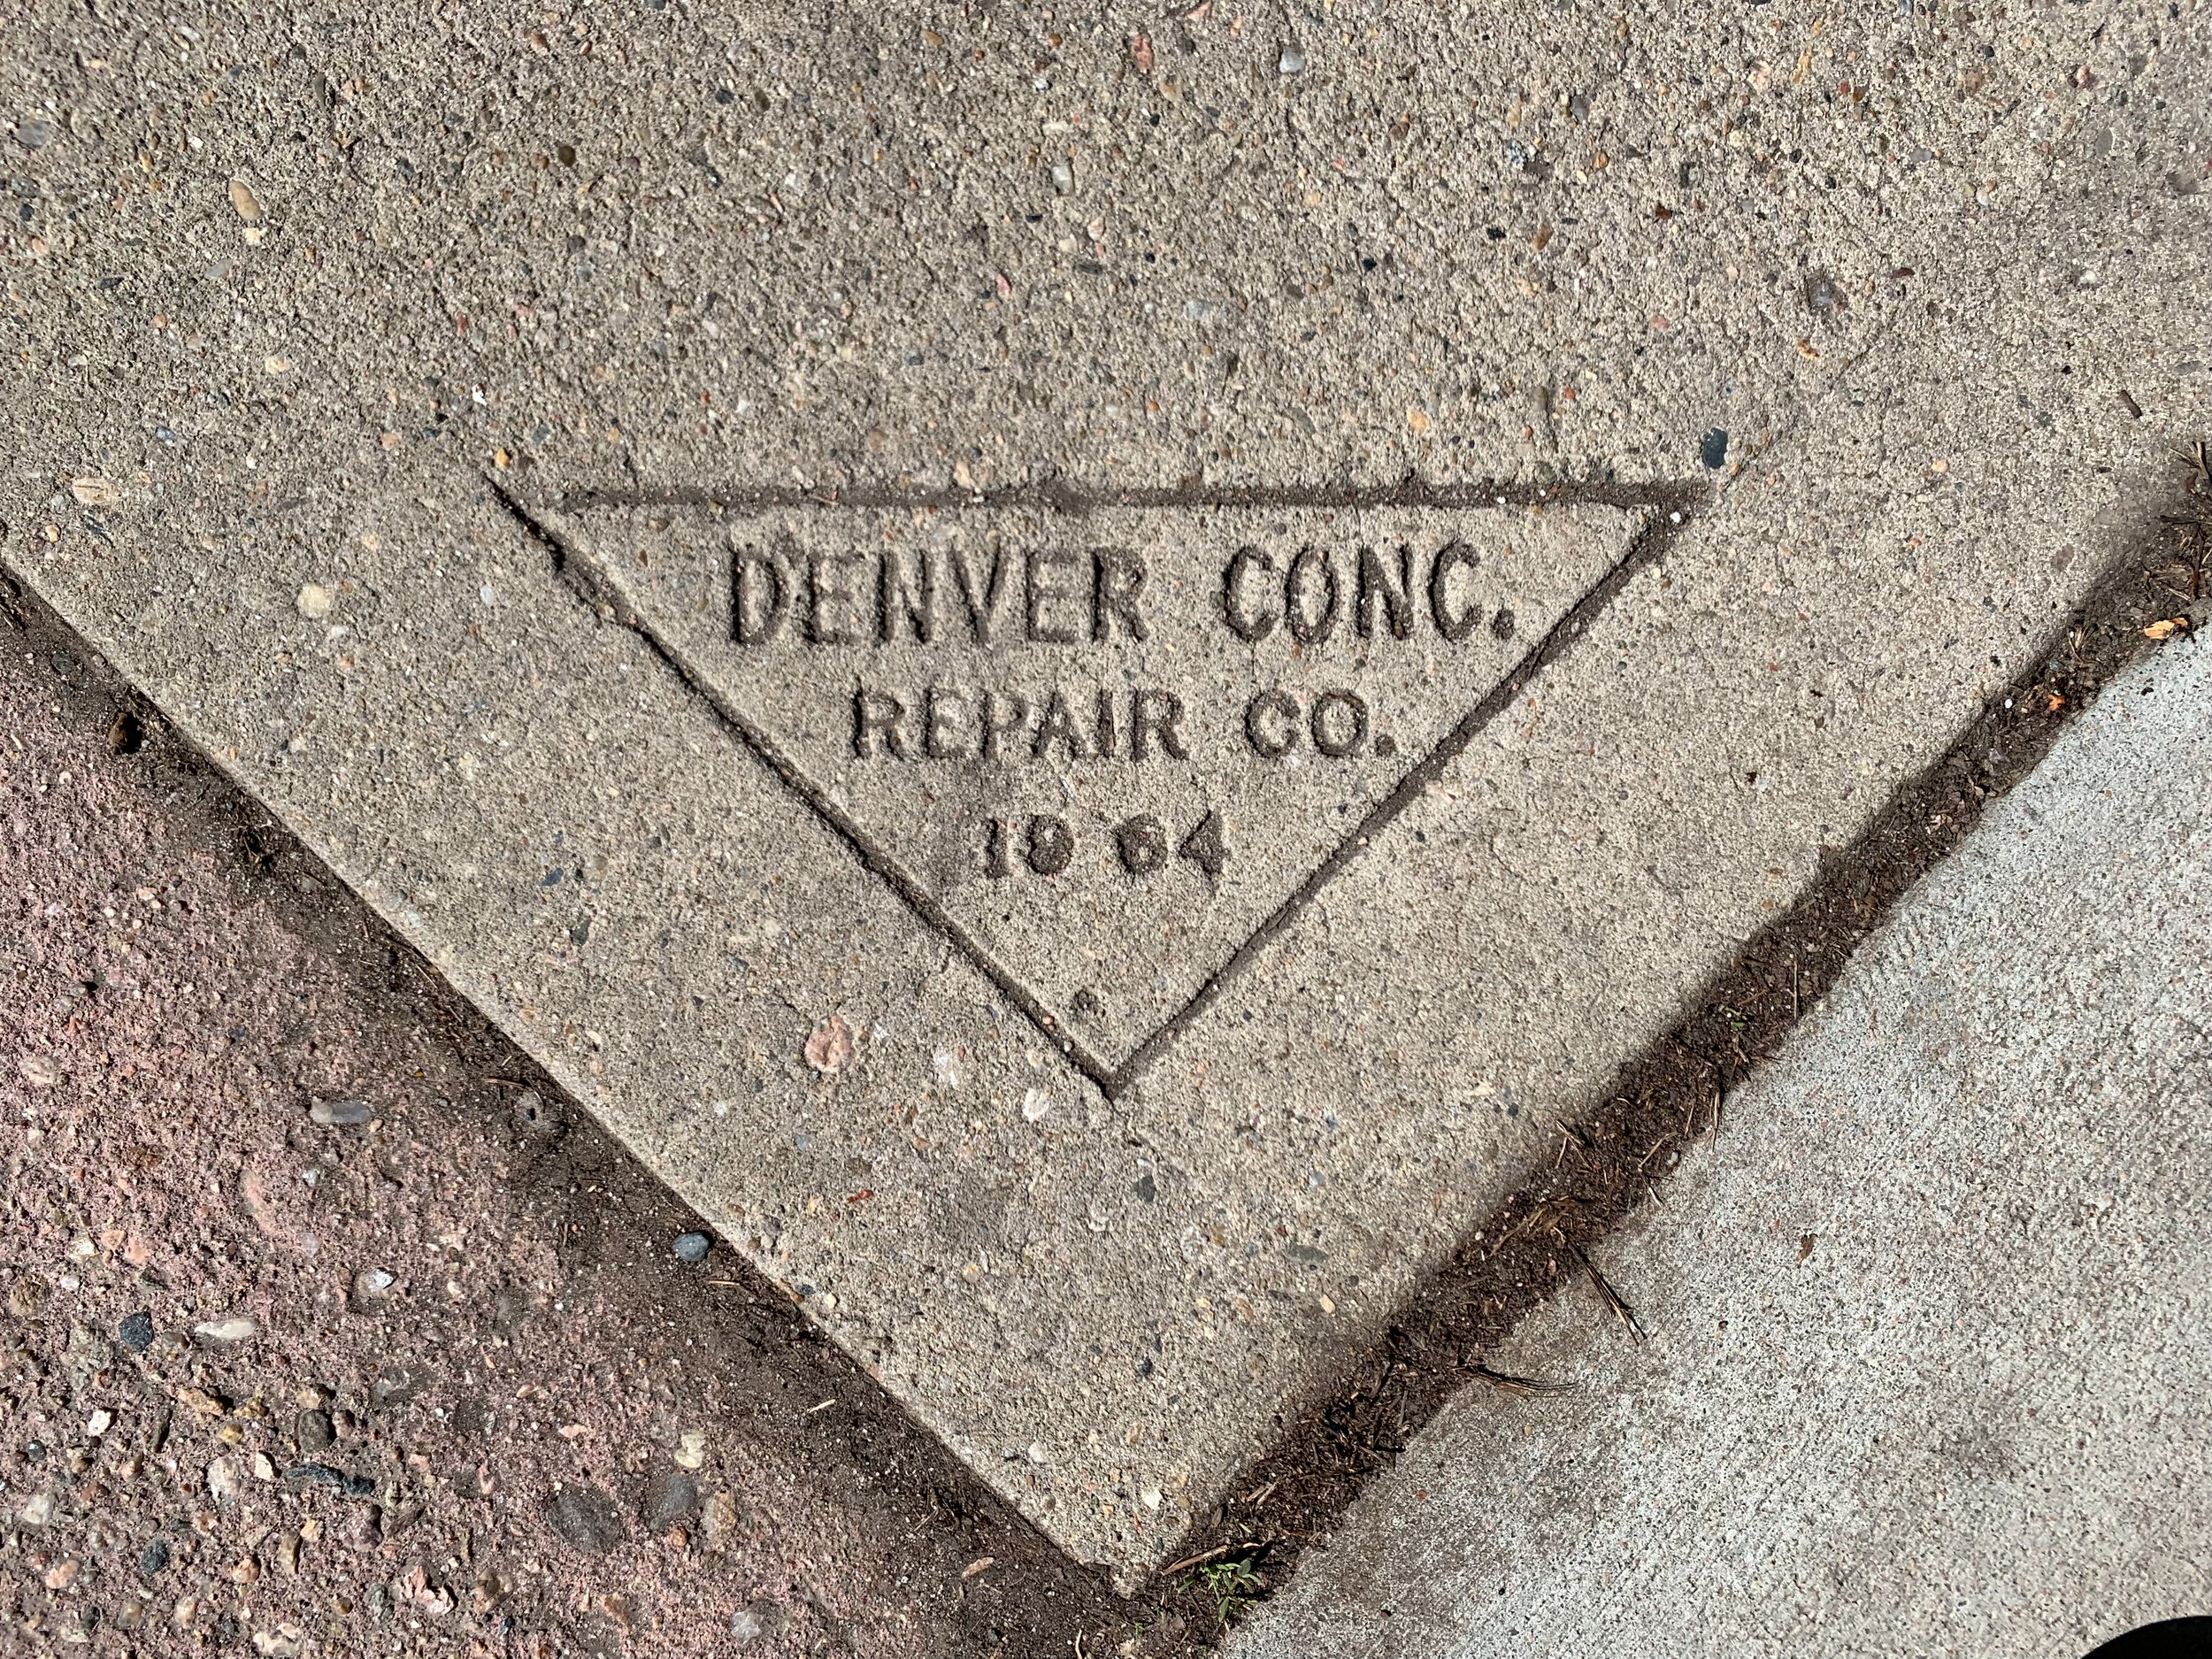 DENVER CONC.
REPAIR CO.
1964